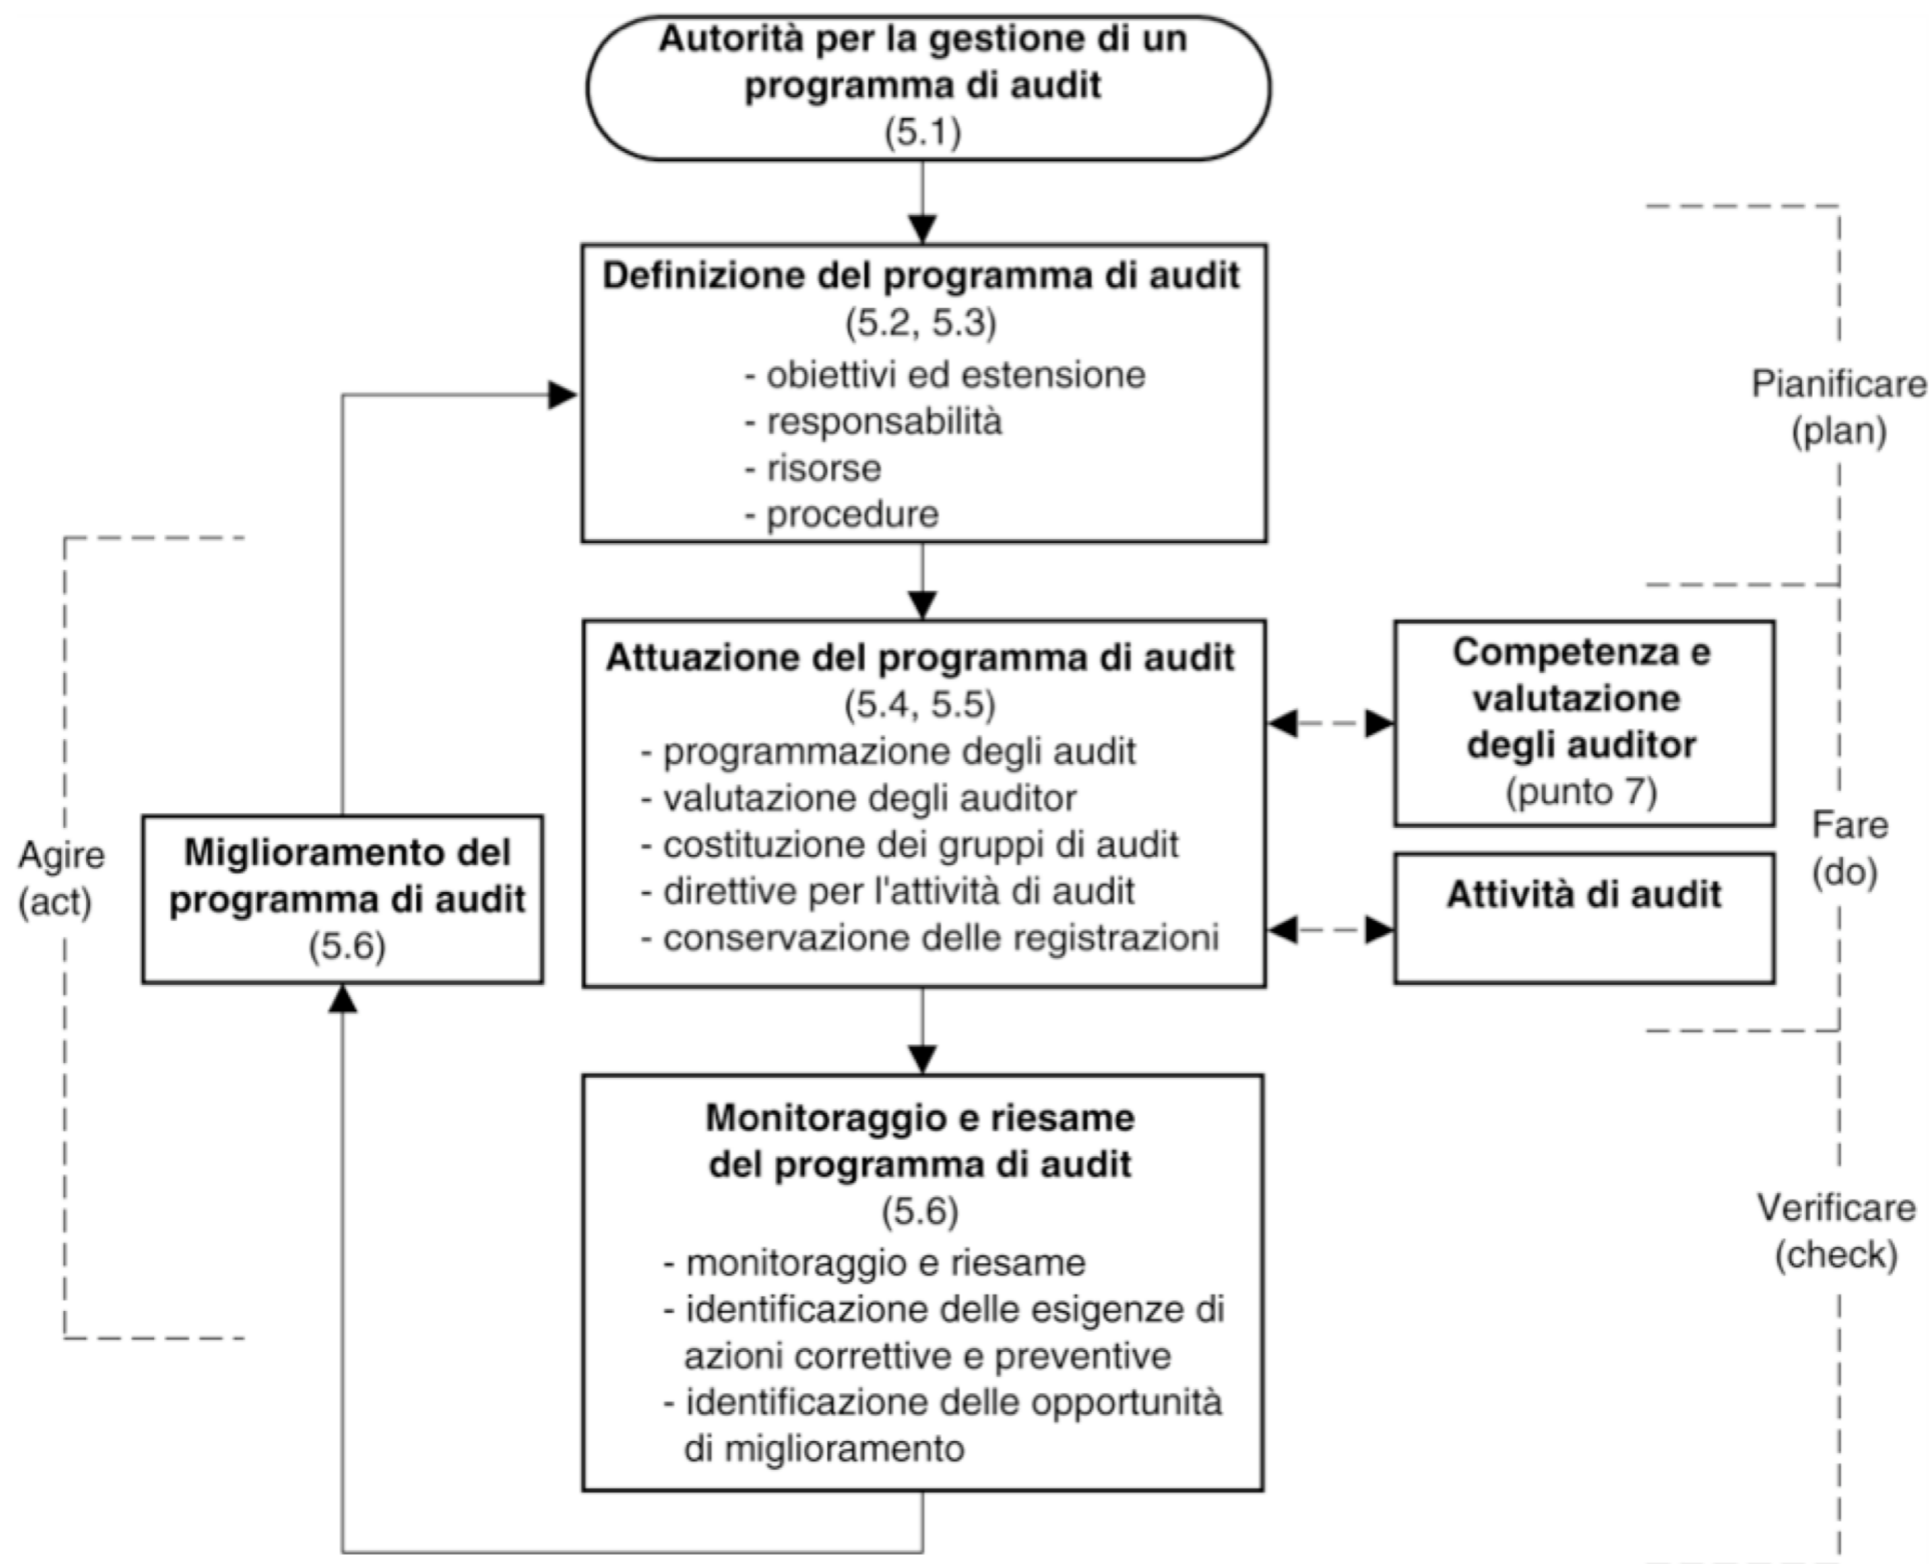 Autorità per la gestione di un
programma di audit
(5.1)
Definizione del programma di audit
(5.2, 5.3)
- obiettivi ed estensione
- responsabilità
- risorse
- procedure
Pianificare
(plan)
Attuazione del programma di audit
(5.4, 5.5)
- programmazione degli audit
- valutazione degli auditor
- costituzione dei gruppi di audit
- direttive per l'attività di audit
- conservazione delle registrazioni
Competenza e
valutazione
degli auditor
(punto 7)
Attività di audit
Fare
(do)
Agire
(act)
Miglioramento del
programma di audit
(5.6)
Monitoraggio e riesame
del programma di audit
(5.6)
- monitoraggio e riesame
- identificazione delle esigenze di
azioni correttive e preventive
- identificazione delle opportunità
di miglioramento
Verificare
(check)